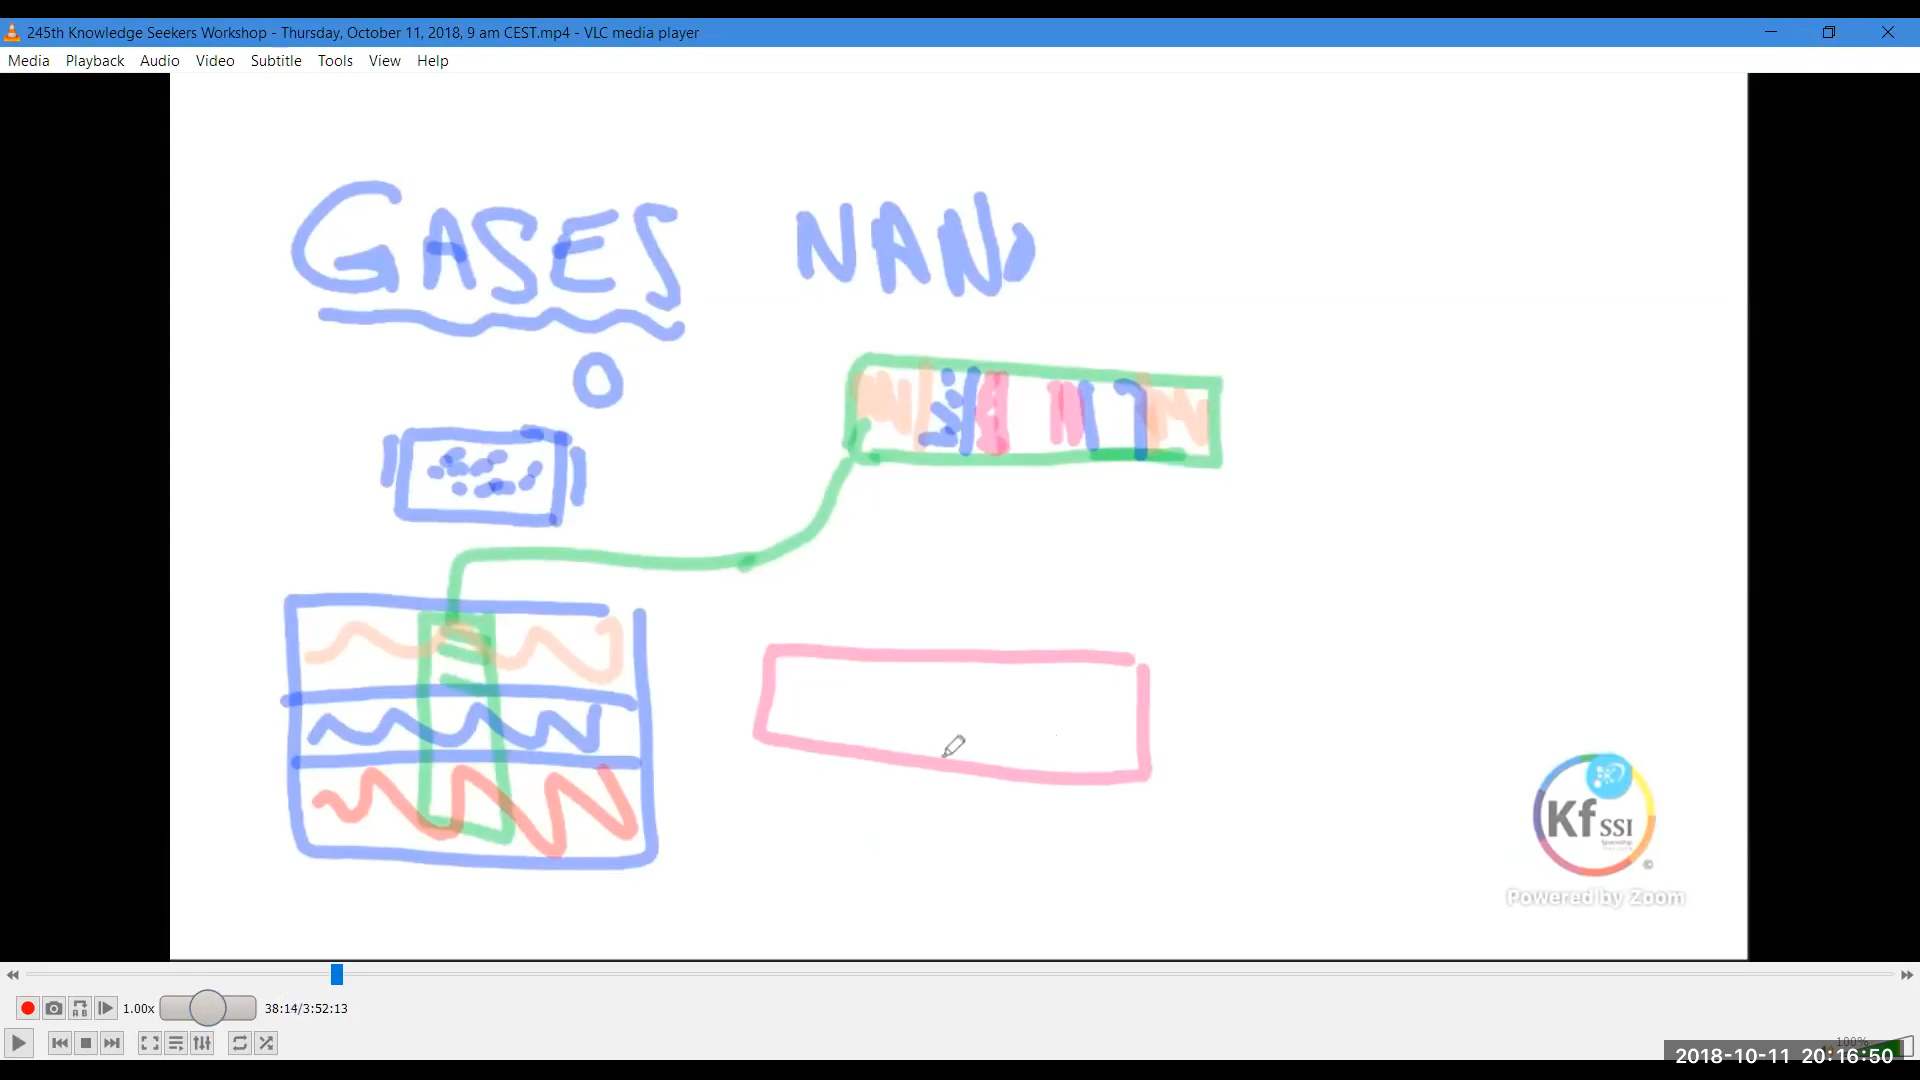 245th Knowledge Seekers Workshop - Thursday, October 11, 2018, 9 am CEST.mp4 - VLC media player
Media Playback Audio Video Subtitle Tools View Help
GASES NANO
O
Kf SSI
©
Powered by Zoom
1.00x 38:14/3:52:13
100%
2018-10-11 20:16:50